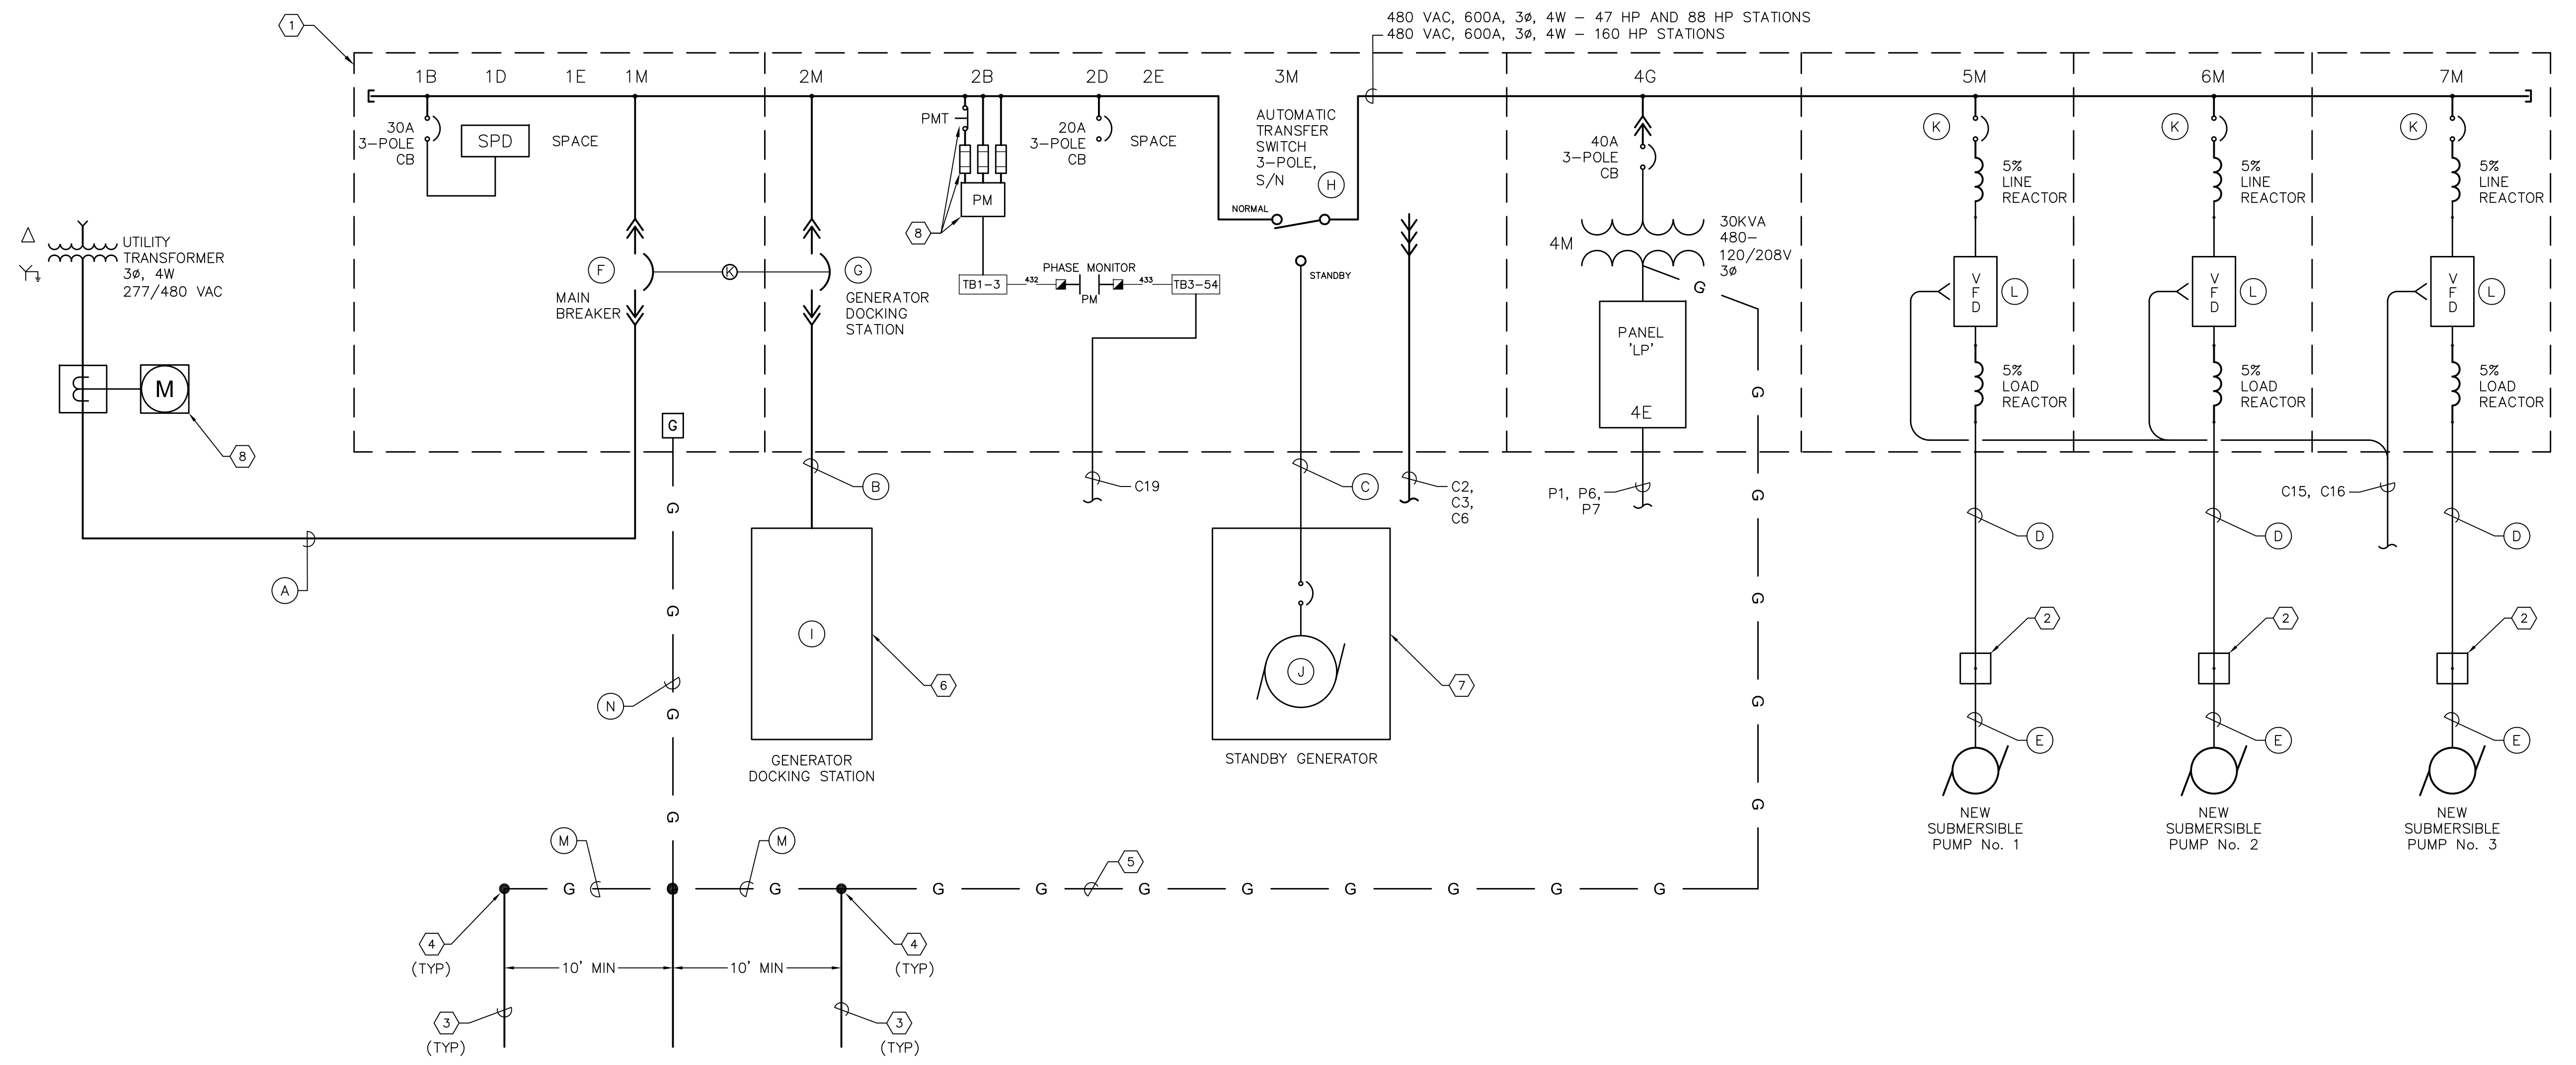 480 VAC, 600A, 3ø, 4W – 47 HP AND 88 HP STATIONS
480 VAC, 600A, 3ø, 4W – 160 HP STATIONS
1
1B
1D
1E
1M
2M
2B
2D
2E
3M
4G
5M
6M
7M
30A
3-POLE
CB
SPD
SPACE
PMT
PM
8
20A
3-POLE
CB
SPACE
AUTOMATIC
TRANSFER
SWITCH
3-POLE,
S/N
H
NORMAL
STANDBY
40A
3-POLE
CB
4M
30KVA
480-
120/208V
3ø
G
PANEL
'LP'
4E
K
5%
LINE
REACTOR
K
5%
LINE
REACTOR
K
5%
LINE
REACTOR
VFD
L
VFD
L
VFD
L
5%
LOAD
REACTOR
5%
LOAD
REACTOR
5%
LOAD
REACTOR
UTILITY
TRANSFORMER
3ø, 4W
277/480 VAC
M
8
F
MAIN
BREAKER
K
G
GENERATOR
DOCKING
STATION
TB1-3
432
PHASE MONITOR
PM
433
TB3-54
G
B
C19
C
C2,
C3,
C6
P1, P6,
P7
C15, C16
D
D
D
A
G
G
G
G
N
I
6
GENERATOR
DOCKING STATION
J
7
STANDBY GENERATOR
G
G
G
G
G
2
2
2
E
E
E
NEW
SUBMERSIBLE
PUMP No. 1
NEW
SUBMERSIBLE
PUMP No. 2
NEW
SUBMERSIBLE
PUMP No. 3
M
M
5
G
G
G
G
G
G
G
G
G
G
4
(TYP)
4
(TYP)
10' MIN
10' MIN
3
(TYP)
3
(TYP)